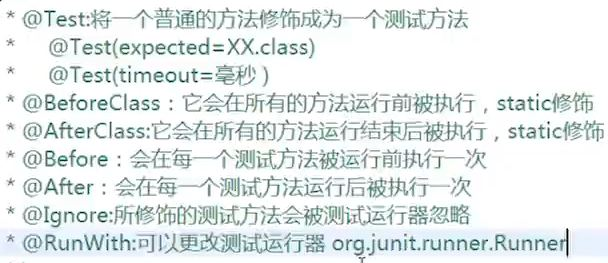 * @Test:将一个普通的方法修饰成为一个测试方法
* @Test(expected=XX.class)
* @Test(timeout=毫秒 )
* @BeforeClass：它会在所有的方法运行前被执行，static修饰
* @AfterClass:它会在所有的方法运行结束后被执行，static修饰
* @Before：会在每一个测试方法被运行前执行一次
* @After：会在每一个测试方法运行后被执行一次
* @Ignore:所修饰的测试方法会被测试运行器忽略
* @RunWith:可以更改测试运行器 org.junit.runner.Runner